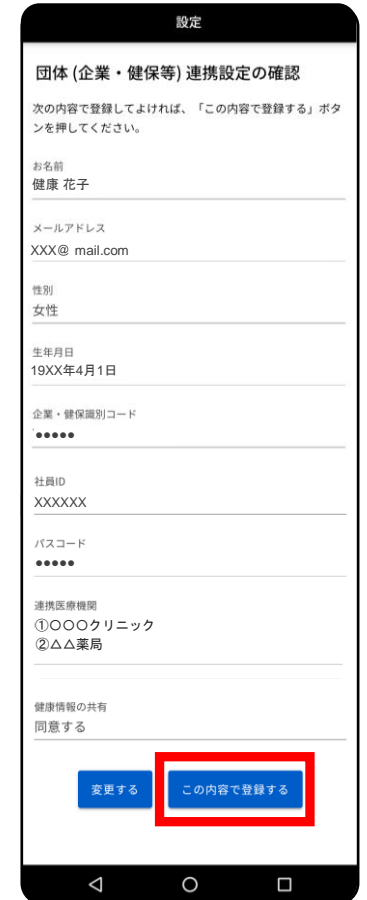 設定
団体 (企業・健保等) 連携設定の確認
次の内容で登録してよければ、「この内容で登録する」ボタ
ンを押してください。
お名前
健康 花子
メールアドレス
XXX@ mail.com
性別
女性
生年月日
19XX年4月1日
企業・健保識別コード
●●●●●
社員ID
XXXXXX
パスコード
●●●●●
連携医療機関
①〇〇〇クリニック
②△△薬局
健康情報の共有
同意する
変更する
この内容で登録する